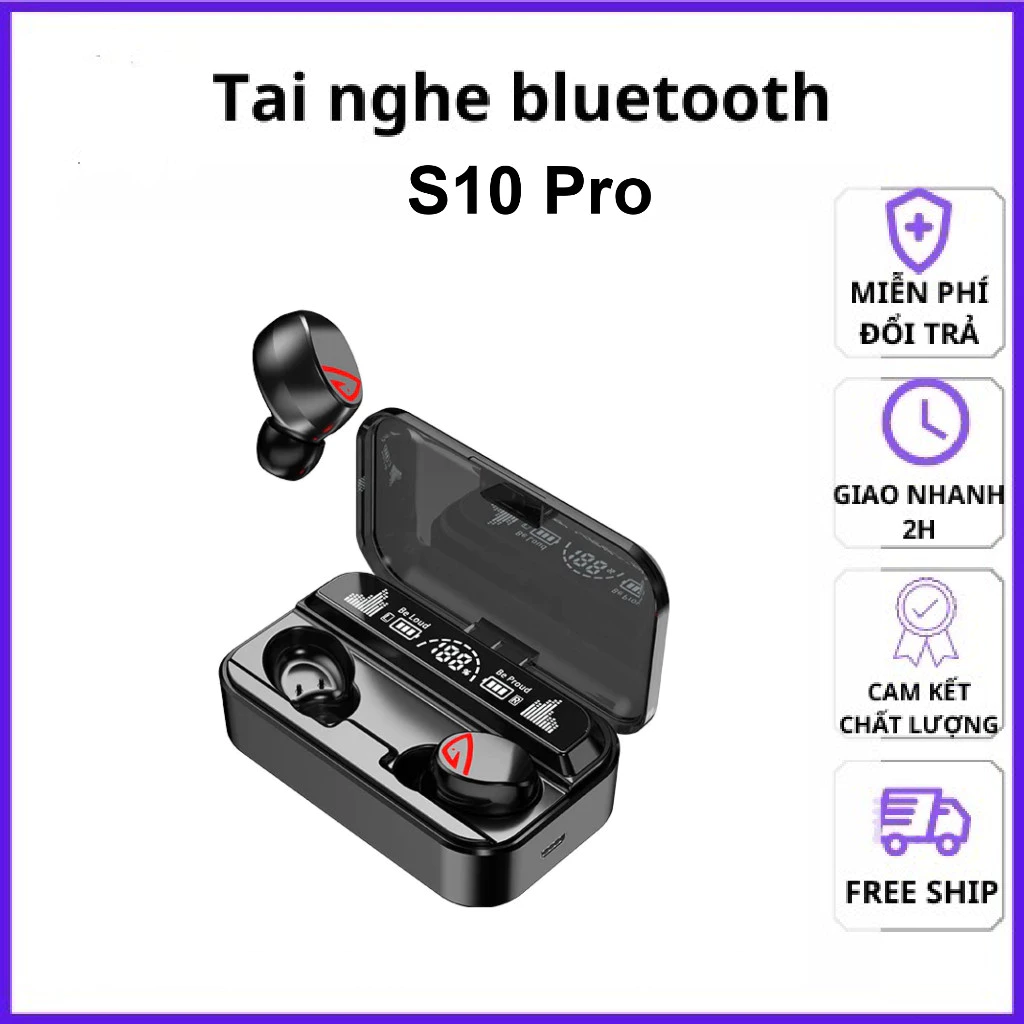 Tai nghe bluetooth
S10 Pro
MIỄN PHÍ
ĐỔI TRẢ
GIAO NHANH
2H
CAM KẾT
CHẤT LƯỢNG
FREE SHIP
Be Loud
L
188%
Be Proud
R